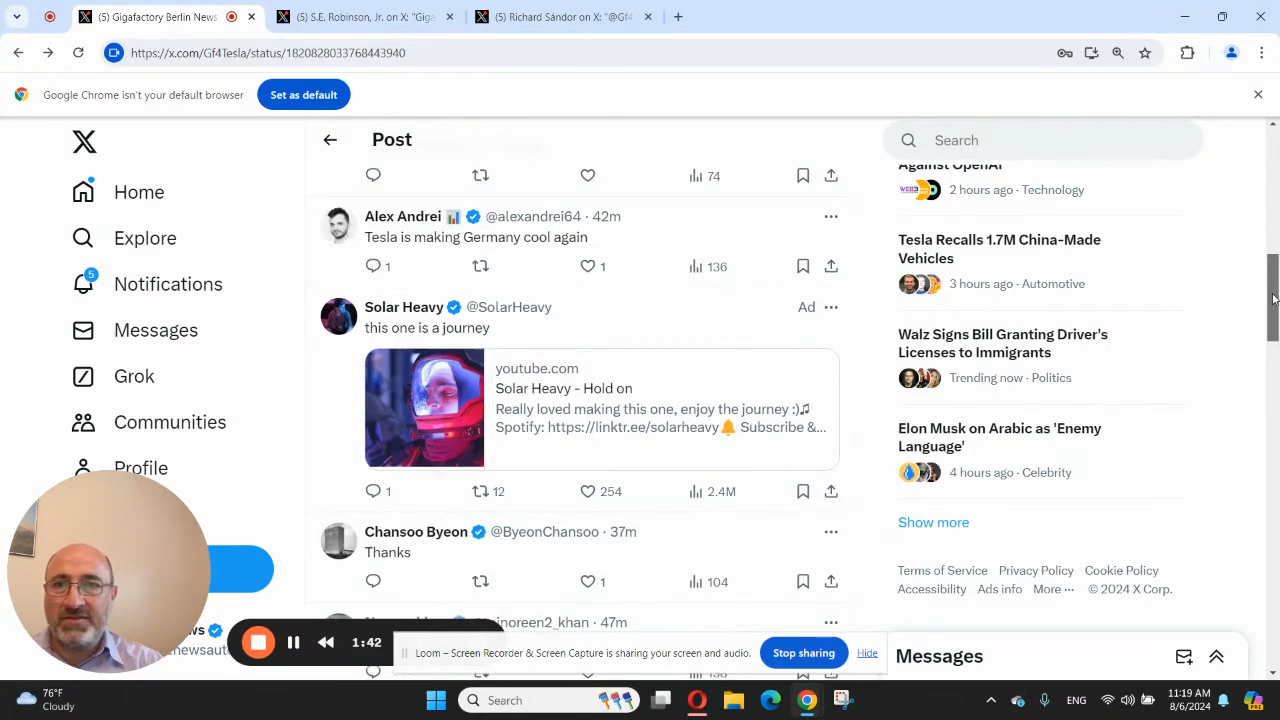 (5) Gigafactory Berlin News
(5) S.E. Robinson, Jr. on X: "Giga
(5) Richard Sándor on X: "@Gf4
https://x.com/Gf4Tesla/status/1820828033768443940
Google Chrome isn't your default browser
Set as default
Post
Search
Home
Explore
5
Notifications
Messages
Grok
Communities
Profile
74
Alex Andrei @alexandrei64 · 42m
Tesla is making Germany cool again
1 1 136
Solar Heavy @SolarHeavy Ad
this one is a journey
youtube.com
Solar Heavy - Hold on
Really loved making this one, enjoy the journey :)♫
Spotify: https://linktr.ee/solarheavy🔔 Subscribe &...
1 12 254 2.4M
Chansoo Byeon @ByeonChansoo · 37m
Thanks
1 104
inoreen2_khan · 47m
Against OpenAI
2 hours ago · Technology
Tesla Recalls 1.7M China-Made
Vehicles
3 hours ago · Automotive
Walz Signs Bill Granting Driver's
Licenses to Immigrants
Trending now · Politics
Elon Musk on Arabic as 'Enemy
Language'
4 hours ago · Celebrity
Show more
Terms of Service Privacy Policy Cookie Policy
Accessibility Ads info More ··· © 2024 X Corp.
Messages
1:42
Loom – Screen Recorder & Screen Capture is sharing your screen and audio.
Stop sharing
Hide
76°F
Cloudy
Search
ENG
11:19 AM
8/6/2024